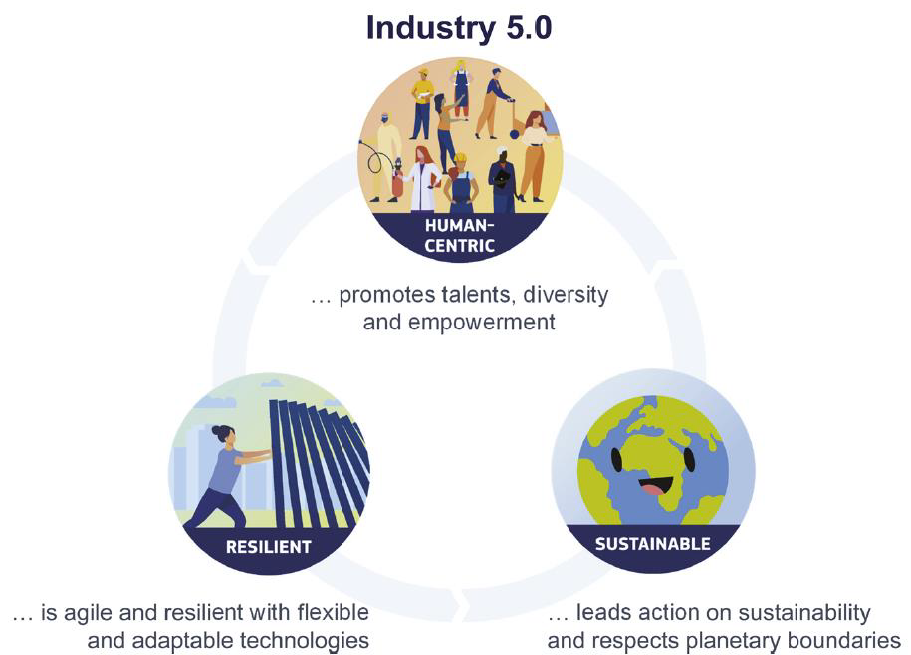 Industry 5.0
HUMAN-
CENTRIC
… promotes talents, diversity
and empowerment
RESILIENT
… is agile and resilient with flexible
and adaptable technologies
SUSTAINABLE
… leads action on sustainability
and respects planetary boundaries